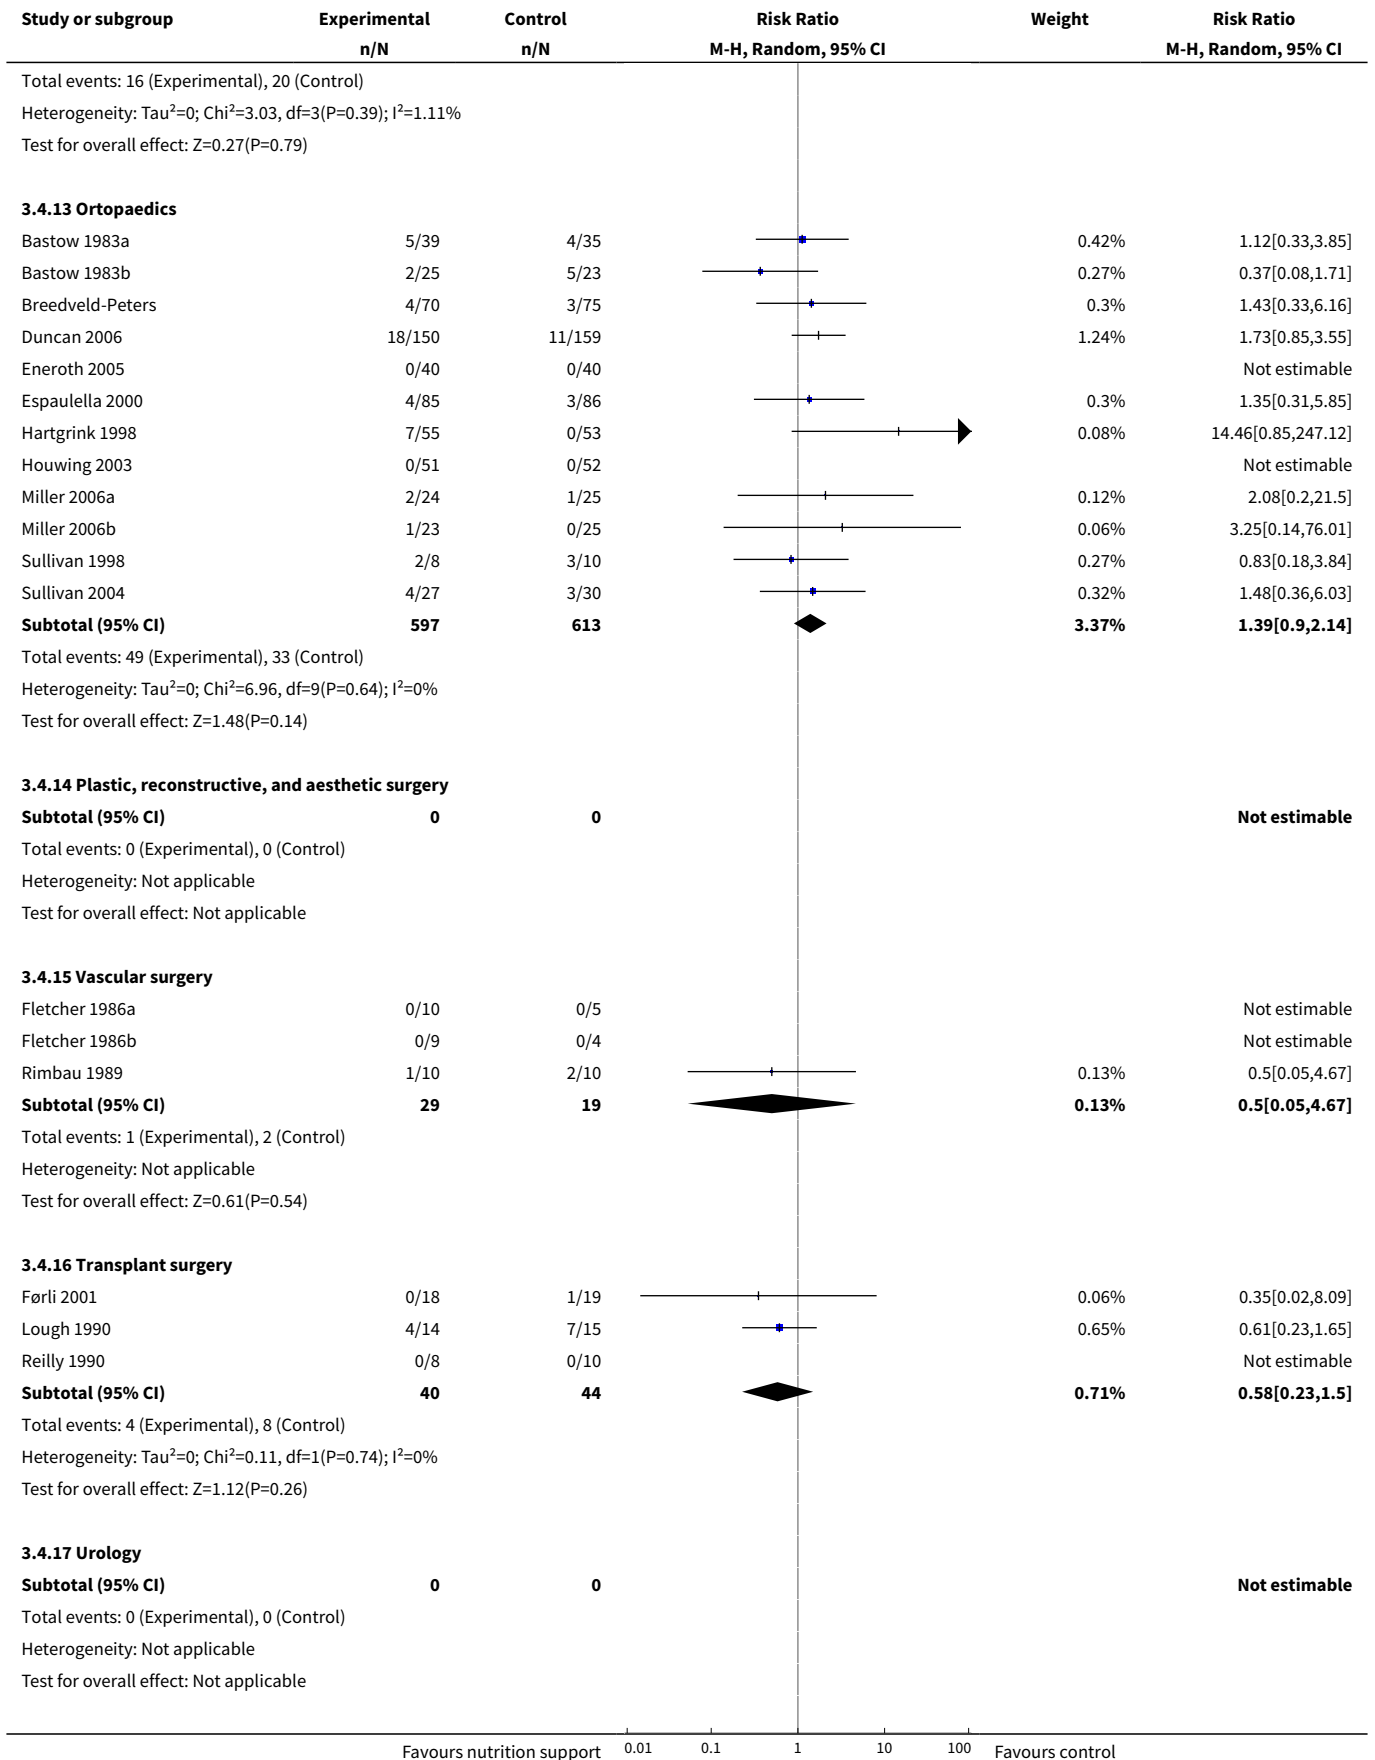 Study or subgroup Experimental Control Risk Ratio Weight Risk Ratio
n/N n/N M-H, Random, 95% CI M-H, Random, 95% CI
Total events: 16 (Experimental), 20 (Control)
Heterogeneity: Tau²=0; Chi²=3.03, df=3(P=0.39); I²=1.11%
Test for overall effect: Z=0.27(P=0.79)
3.4.13 Ortopaedics
Bastow 1983a 5/39 4/35 0.42% 1.12[0.33,3.85]
Bastow 1983b 2/25 5/23 0.27% 0.37[0.08,1.71]
Breedveld-Peters 4/70 3/75 0.3% 1.43[0.33,6.16]
Duncan 2006 18/150 11/159 1.24% 1.73[0.85,3.55]
Eneroth 2005 0/40 0/40 Not estimable
Espaulella 2000 4/85 3/86 0.3% 1.35[0.31,5.85]
Hartgrink 1998 7/55 0/53 0.08% 14.46[0.85,247.12]
Houwing 2003 0/51 0/52 Not estimable
Miller 2006a 2/24 1/25 0.12% 2.08[0.2,21.5]
Miller 2006b 1/23 0/25 0.06% 3.25[0.14,76.01]
Sullivan 1998 2/8 3/10 0.27% 0.83[0.18,3.84]
Sullivan 2004 4/27 3/30 0.32% 1.48[0.36,6.03]
Subtotal (95% CI) 597 613 3.37% 1.39[0.9,2.14]
Total events: 49 (Experimental), 33 (Control)
Heterogeneity: Tau²=0; Chi²=6.96, df=9(P=0.64); I²=0%
Test for overall effect: Z=1.48(P=0.14)
3.4.14 Plastic, reconstructive, and aesthetic surgery
Subtotal (95% CI) 0 0 Not estimable
Total events: 0 (Experimental), 0 (Control)
Heterogeneity: Not applicable
Test for overall effect: Not applicable
3.4.15 Vascular surgery
Fletcher 1986a 0/10 0/5 Not estimable
Fletcher 1986b 0/9 0/4 Not estimable
Rimbau 1989 1/10 2/10 0.13% 0.5[0.05,4.67]
Subtotal (95% CI) 29 19 0.13% 0.5[0.05,4.67]
Total events: 1 (Experimental), 2 (Control)
Heterogeneity: Not applicable
Test for overall effect: Z=0.61(P=0.54)
3.4.16 Transplant surgery
Førli 2001 0/18 1/19 0.06% 0.35[0.02,8.09]
Lough 1990 4/14 7/15 0.65% 0.61[0.23,1.65]
Reilly 1990 0/8 0/10 Not estimable
Subtotal (95% CI) 40 44 0.71% 0.58[0.23,1.5]
Total events: 4 (Experimental), 8 (Control)
Heterogeneity: Tau²=0; Chi²=0.11, df=1(P=0.74); I²=0%
Test for overall effect: Z=1.12(P=0.26)
3.4.17 Urology
Subtotal (95% CI) 0 0 Not estimable
Total events: 0 (Experimental), 0 (Control)
Heterogeneity: Not applicable
Test for overall effect: Not applicable
Favours nutrition support 0.01 0.1 1 10 100 Favours control